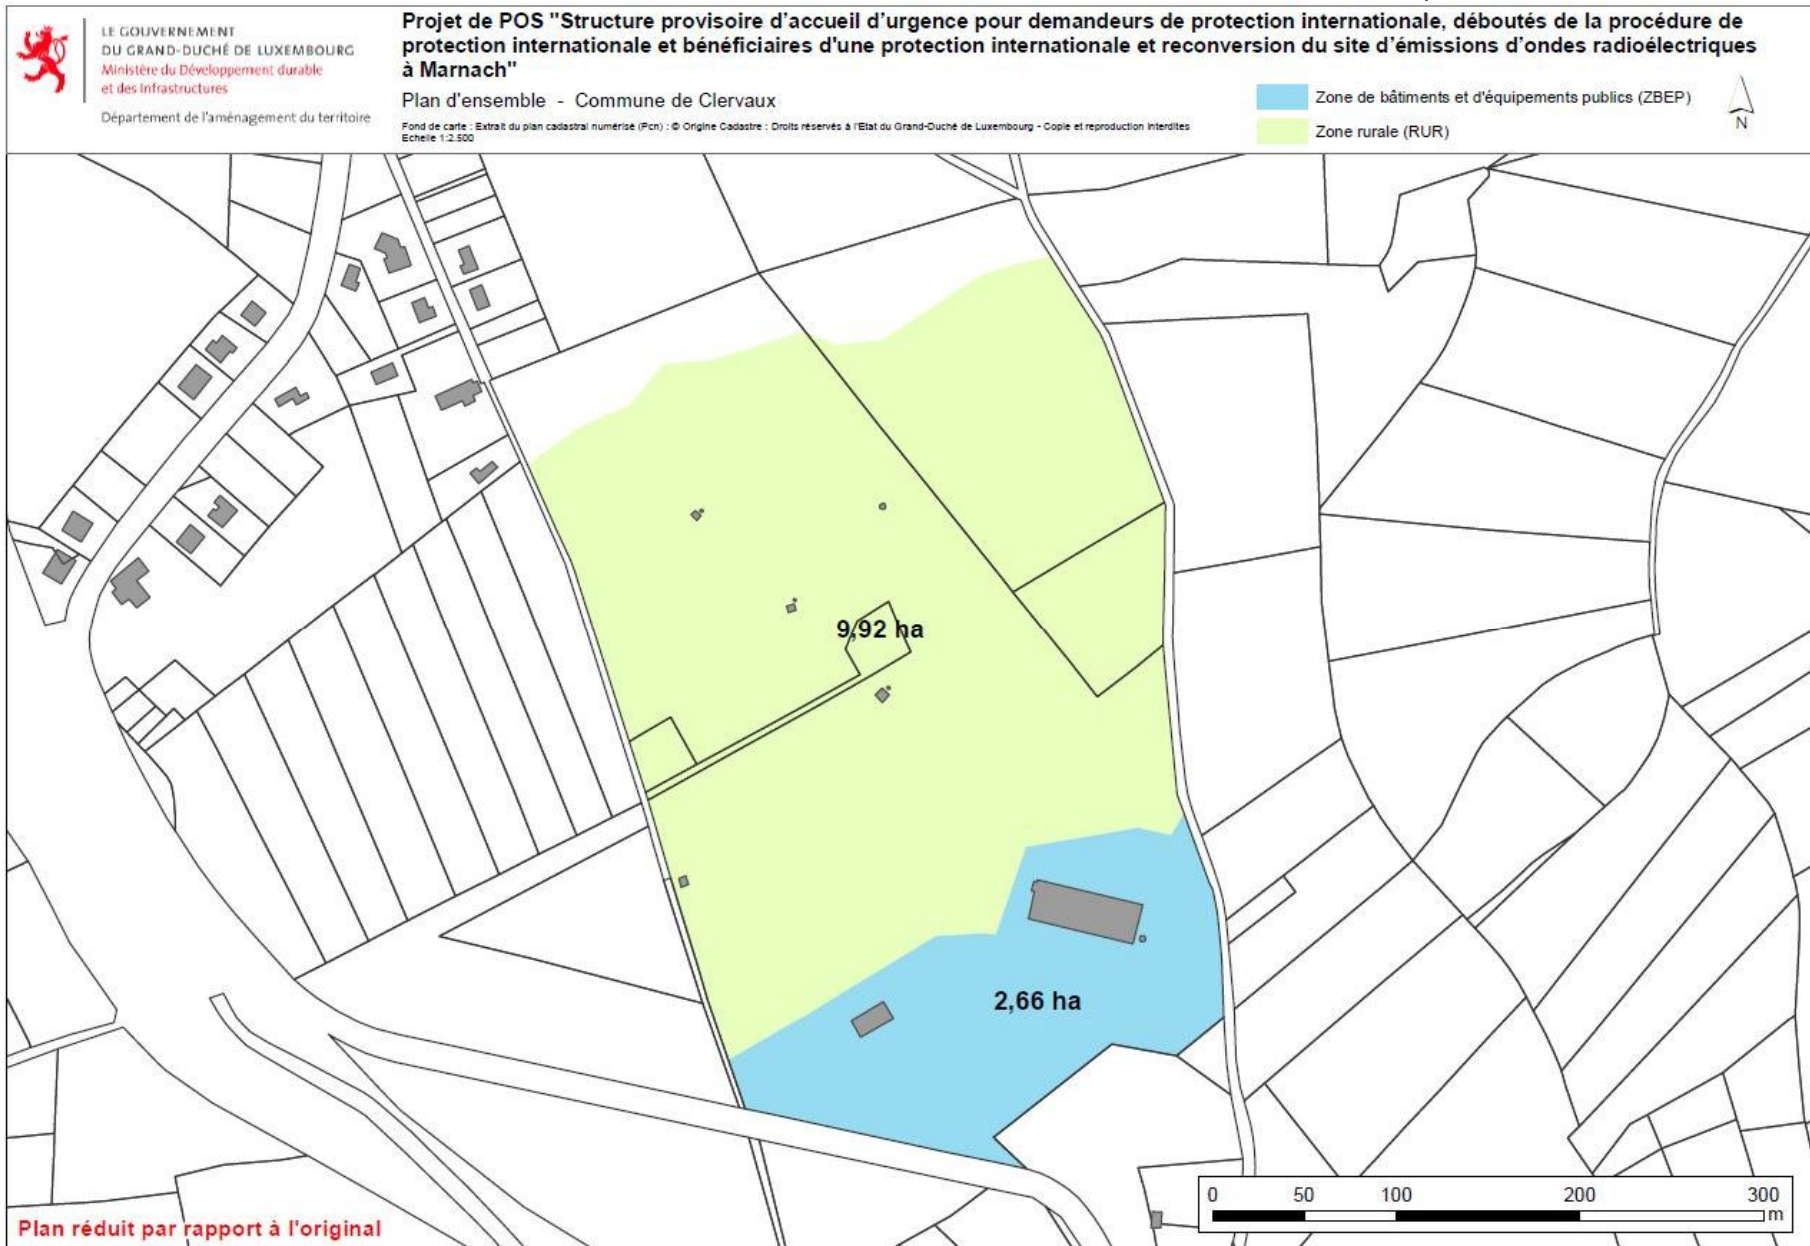 LE GOUVERNEMENT
DU GRAND-DUCHÉ DE LUXEMBOURG
Ministère du Développement durable
et des Infrastructures
Département de l'aménagement du territoire
Projet de POS "Structure provisoire d'accueil d'urgence pour demandeurs de protection internationale, déboutés de la procédure de
protection internationale et bénéficiaires d'une protection internationale et reconversion du site d'émissions d'ondes radioélectriques
à Marnach"
Plan d'ensemble - Commune de Clervaux
Fond de carte : Extrait du plan cadastral numérisé (Pcn) : © Origine Cadastre : Droits réservés à l'Etat du Grand-Duché de Luxembourg - Copie et reproduction interdites
Echelle 1:2.500
Zone de bâtiments et d'équipements publics (ZBEP)
Zone rurale (RUR)
N
9,92 ha
2,66 ha
0 50 100 200 300
m
Plan réduit par rapport à l'original